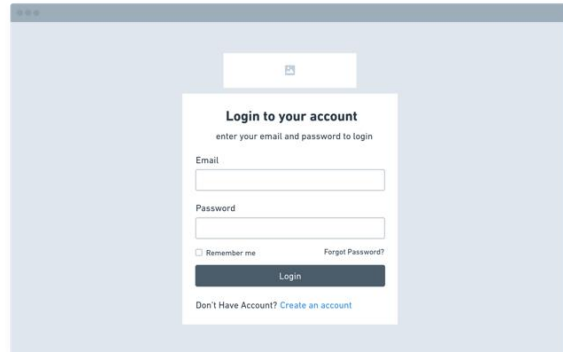 Login to your account
enter your email and password to login
Email
Password
Remember me
Forgot Password?
Login
Don't Have Account? Create an account